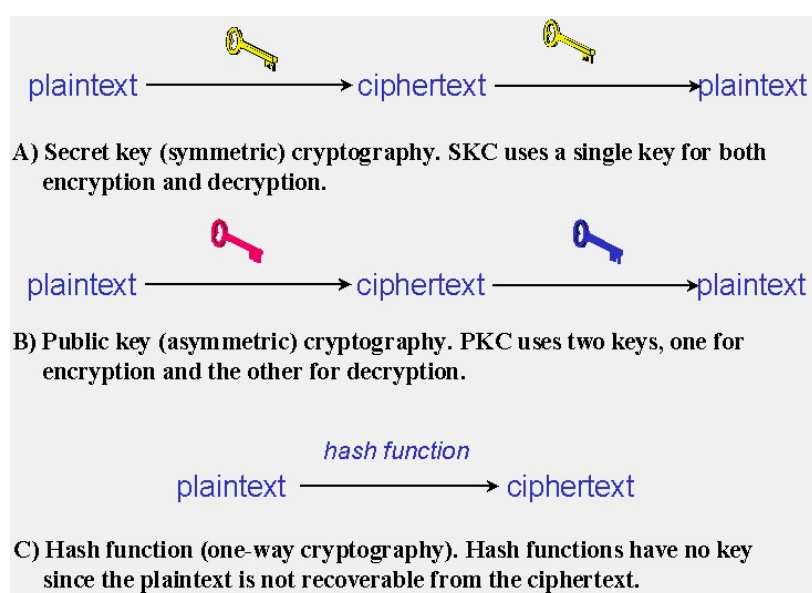 plaintext ciphertext plaintext
A) Secret key (symmetric) cryptography. SKC uses a single key for both
encryption and decryption.
plaintext ciphertext plaintext
B) Public key (asymmetric) cryptography. PKC uses two keys, one for
encryption and the other for decryption.
hash function
plaintext ciphertext
C) Hash function (one-way cryptography). Hash functions have no key
since the plaintext is not recoverable from the ciphertext.